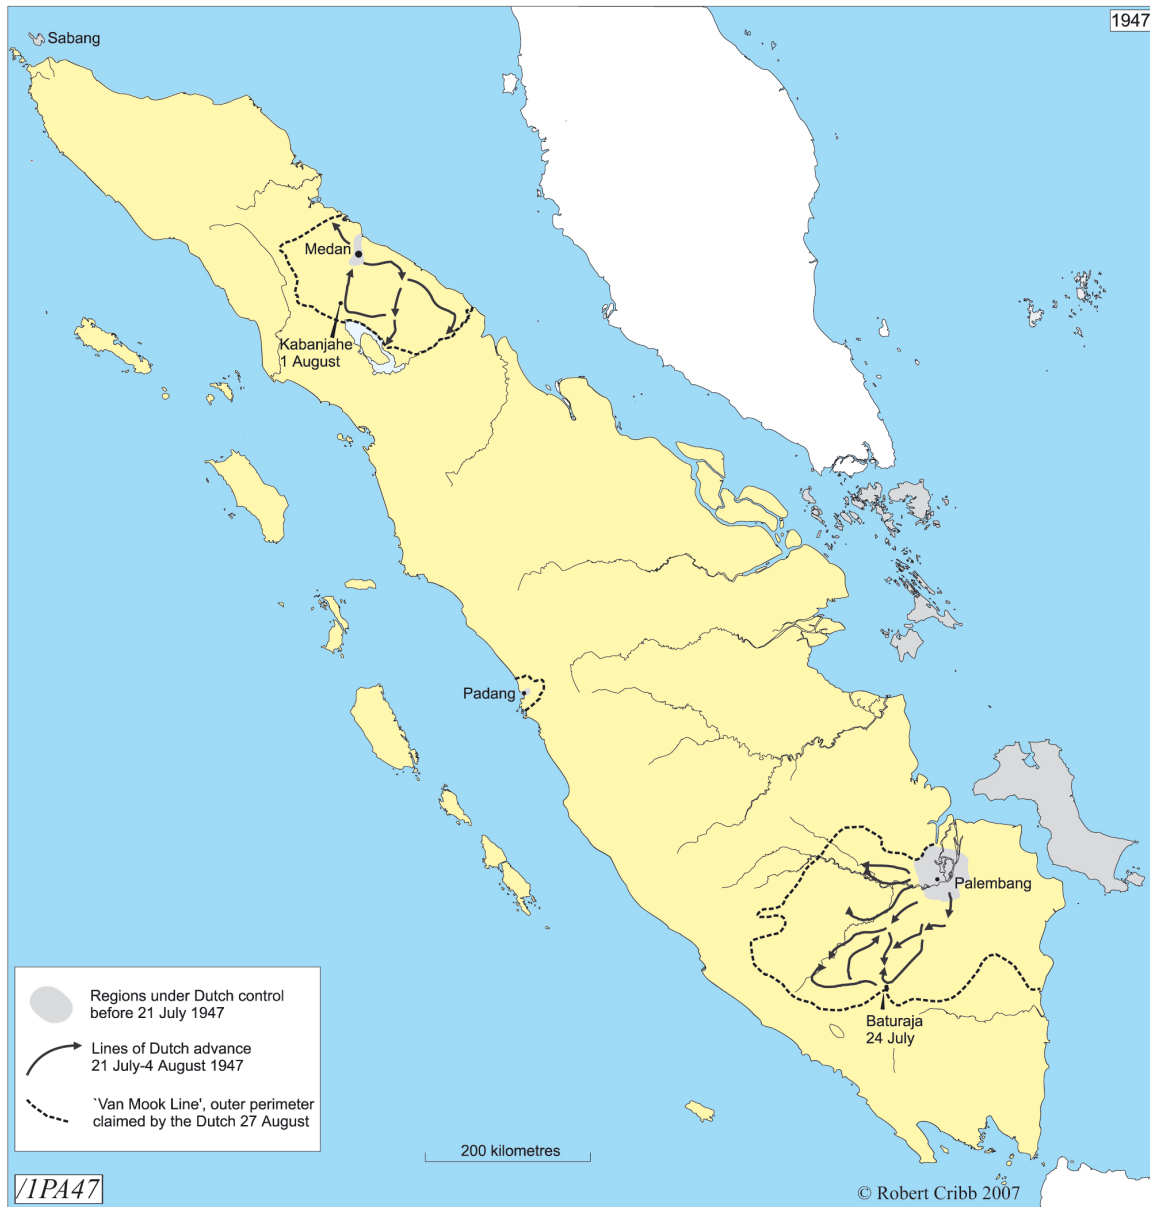 1947
Sabang
Medan
Kabanjahe
1 August
Padang
Palembang
Baturaja
24 July
Regions under Dutch control
before 21 July 1947
Lines of Dutch advance
21 July-4 August 1947
`Van Mook Line', outer perimeter
claimed by the Dutch 27 August
200 kilometres
/1PA47
© Robert Cribb 2007